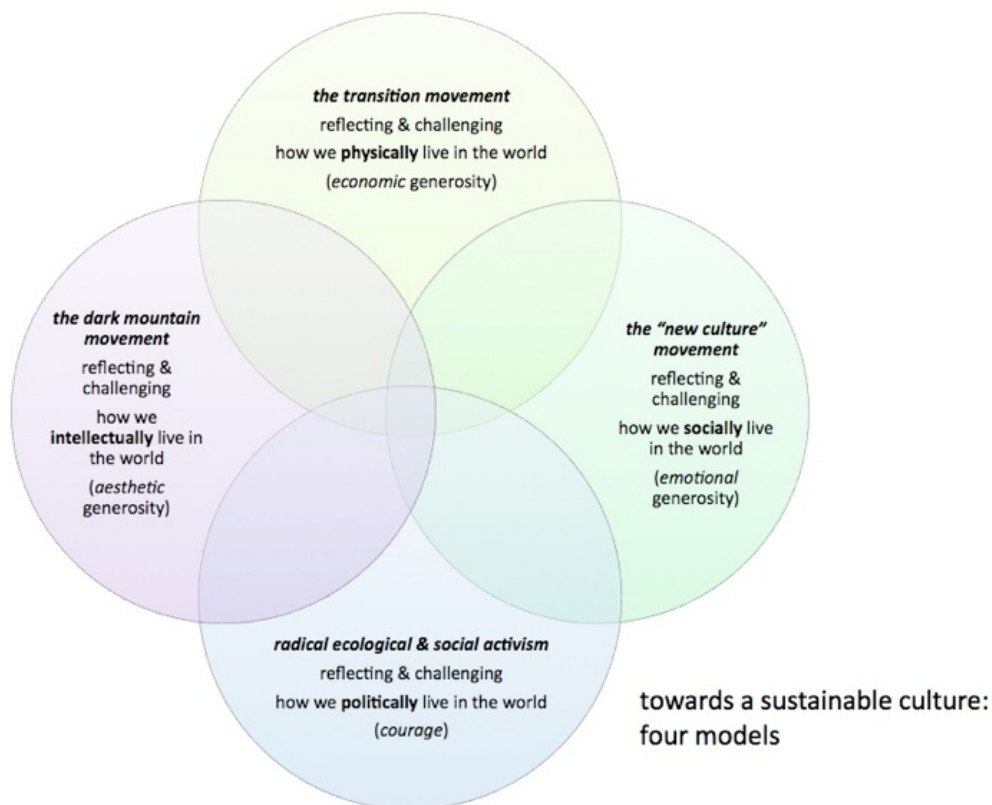 the transition movement
reflecting & challenging
how we physically live in the world
(economic generosity)
the dark mountain
movement
reflecting &
challenging
how we
intellectually live in
the world
(aesthetic
generosity)
the “new culture”
movement
reflecting &
challenging
how we socially live
in the world
(emotional
generosity)
radical ecological & social activism
reflecting & challenging
how we politically live in the world
(courage)
towards a sustainable culture:
four models